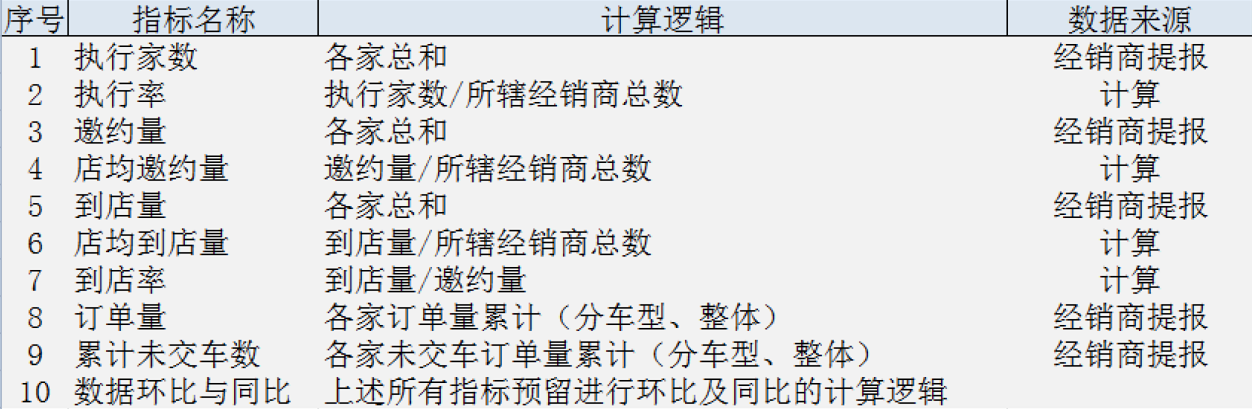 序号 指标名称 计算逻辑 数据来源
1 执行家数 各家总和 经销商提报
2 执行率 执行家数/所辖经销商总数 计算
3 邀约量 各家总和 经销商提报
4 店均邀约量 邀约量/所辖经销商总数 计算
5 到店量 各家总和 经销商提报
6 店均到店量 到店量/所辖经销商总数 计算
7 到店率 到店量/邀约量 计算
8 订单量 各家订单量累计（分车型、整体） 经销商提报
9 累计未交车数 各家未交车订单量累计（分车型、整体） 经销商提报
10 数据环比与同比 上述所有指标预留进行环比及同比的计算逻辑